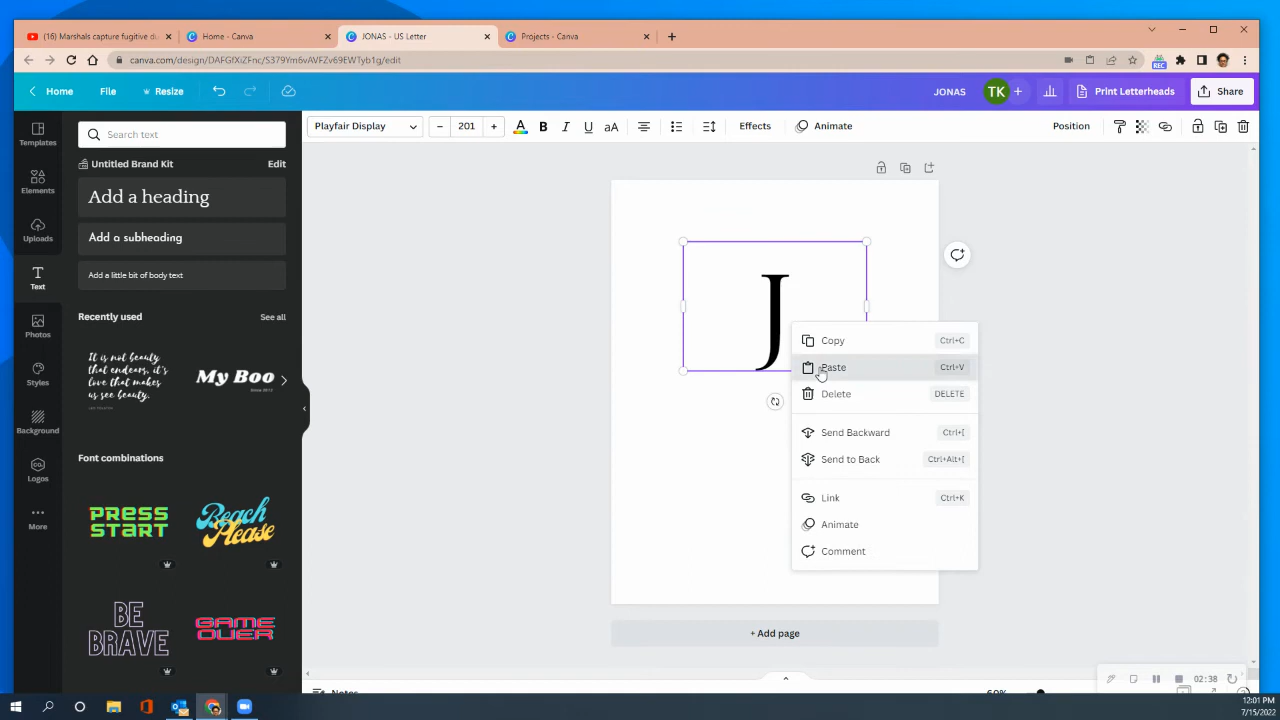 (16) Marshals capture fugitive du
Home - Canva
JONAS - US Letter
Projects - Canva
canva.com/design/DAFGfXiZFnc/S379Ym6vAVFZv69EWTyb1g/edit
REC
Home
File
Resize
JONAS
TK
Print Letterheads
Share
Templates
Elements
Uploads
Text
Photos
Styles
Background
Logos
More
Search text
Untitled Brand Kit
Edit
Add a heading
Add a subheading
Add a little bit of body text
Recently used
See all
It is not beauty
that endures, it's
love that makes
us see beauty.
My Boo
Font combinations
PRESS
START
Beach
Please
BE
BRAVE
GAME
OVER
Playfair Display
201
B
I
U
aA
Effects
Animate
Position
J
Copy
Ctrl+C
Paste
Ctrl+V
Delete
DELETE
Send Backward
Ctrl+[
Send to Back
Ctrl+Alt+[
Link
Ctrl+K
Animate
Comment
+ Add page
Notes
02:38
12:01 PM
7/15/2022